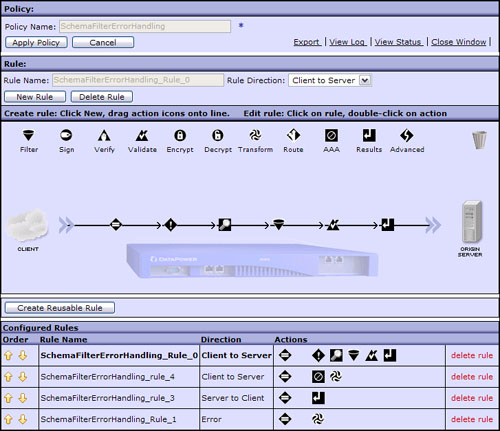 Policy:
Policy Name: SchemaFilterErrorHandling *
Apply Policy Cancel Export | View Log | View Status | Close Window |
Rule:
Rule Name: SchemaFilterErrorHandling_Rule_0 Rule Direction: Client to Server
New Rule Delete Rule
Create rule: Click New, drag action icons onto line. Edit rule: Click on rule, double-click on action
Filter Sign Verify Validate Encrypt Decrypt Transform Route AAA Results Advanced
CLIENT ORIGIN SERVER
DATAPOWER
Create Reusable Rule
Configured Rules
Order Rule Name Direction Actions
SchemaFilterErrorHandling_Rule_0 Client to Server delete rule
SchemaFilterErrorHandling_rule_4 Client to Server delete rule
SchemaFilterErrorHandling_rule_3 Server to Client delete rule
SchemaFilterErrorHandling_Rule_1 Error delete rule